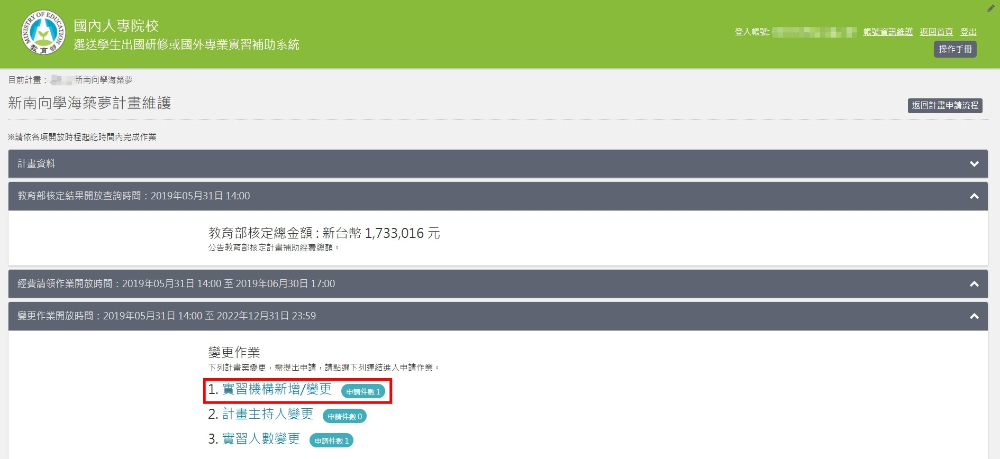 MINISTRY OF EDUCATION
教育部
國內大專院校
選送學生出國研修或國外專業實習補助系統
登入帳號: 帳號資訊維護 返回首頁 登出
操作手冊
目前計畫： 新南向學海築夢
新南向學海築夢計畫維護
返回計畫申請流程
※請依各項開放時程起訖時間內完成作業
計畫資料
教育部核定結果開放查詢時間：2019年05月31日 14:00
教育部核定總金額 : 新台幣 1,733,016 元
公告教育部核定計畫補助經費總額。
經費請領作業開放時間：2019年05月31日 14:00 至 2019年06月30日 17:00
變更作業開放時間：2019年05月31日 14:00 至 2022年12月31日 23:59
變更作業
下列計畫案變更，需提出申請，請點選下列連結進入申請作業。
1. 實習機構新增/變更 申請件數 1
2. 計畫主持人變更 申請件數 0
3. 實習人數變更 申請件數 1